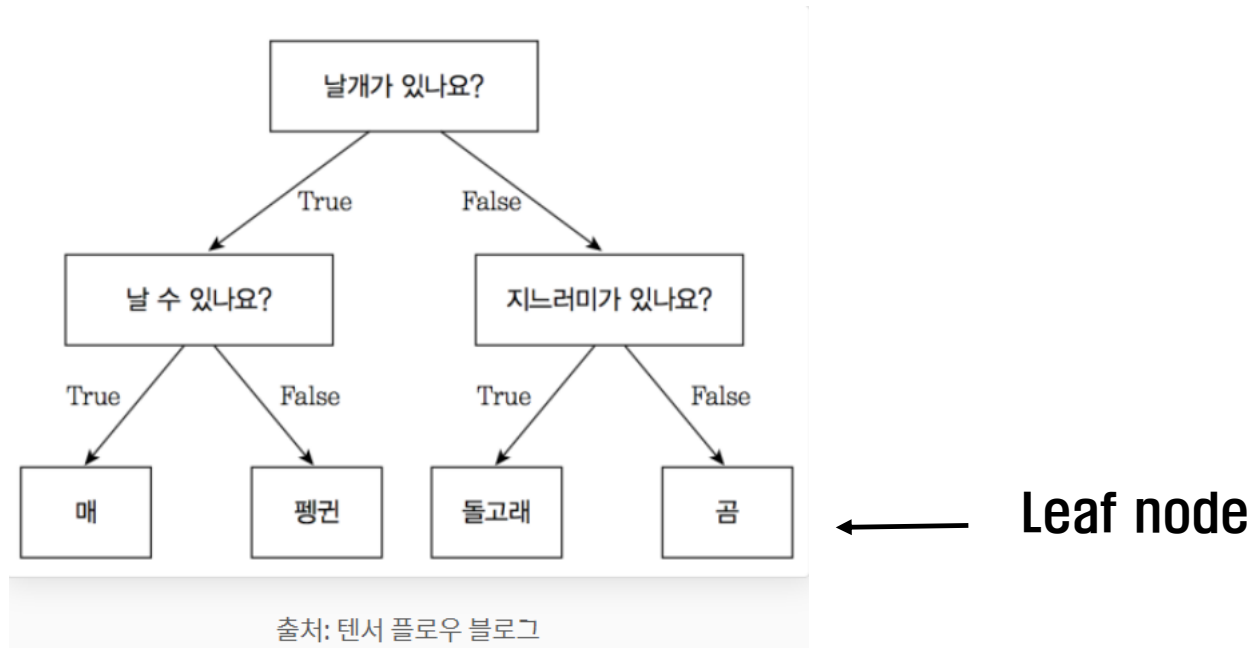 날개가 있나요?
True
False
날 수 있나요?
지느러미가 있나요?
True
False
True
False
매
펭귄
돌고래
곰
Leaf node
출처: 텐서 플로우 블로그